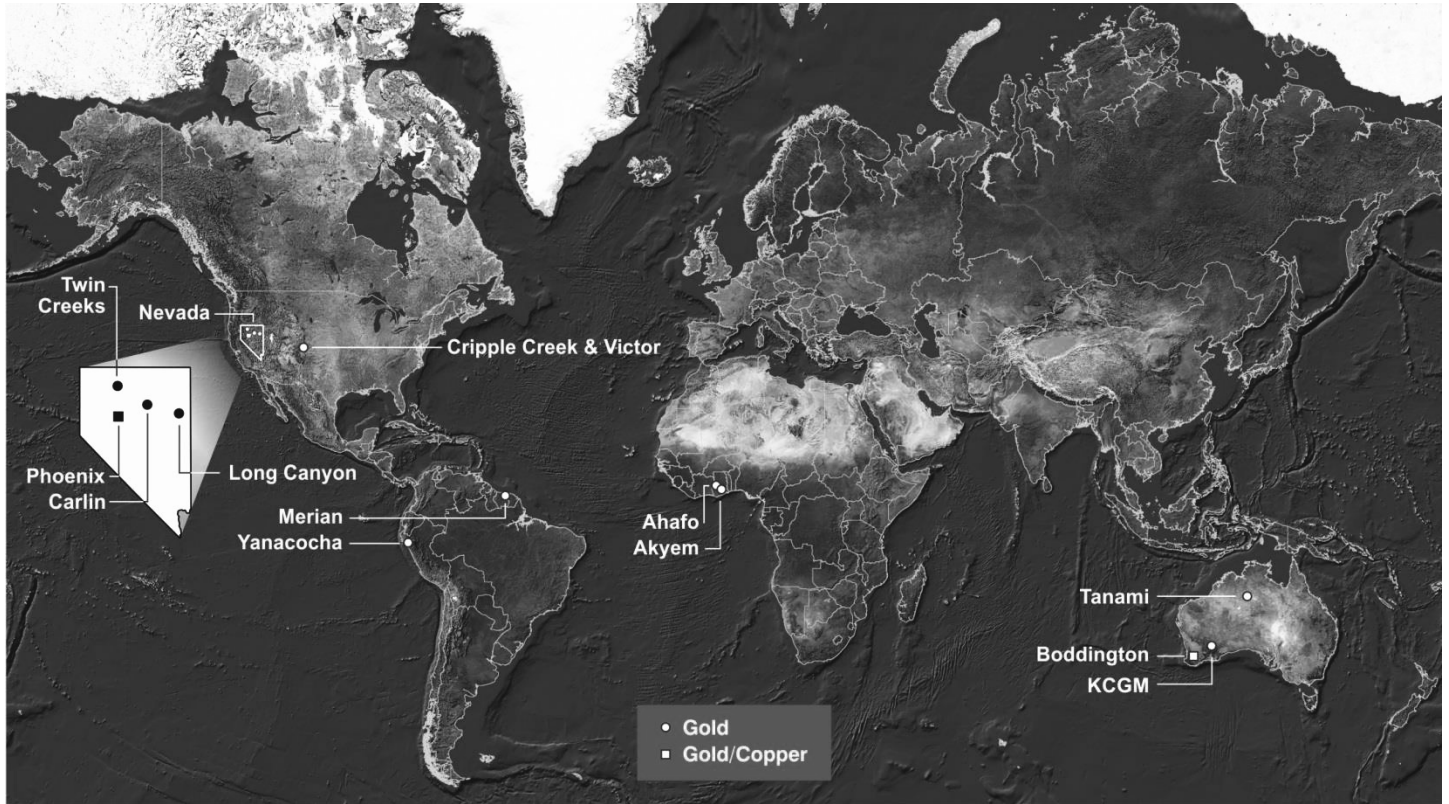 Twin
Creeks
Nevada
Cripple Creek & Victor
Phoenix
Carlin
Long Canyon
Merian
Yanacocha
Ahafo
Akyem
Tanami
Boddington
KCGM
Gold
Gold/Copper